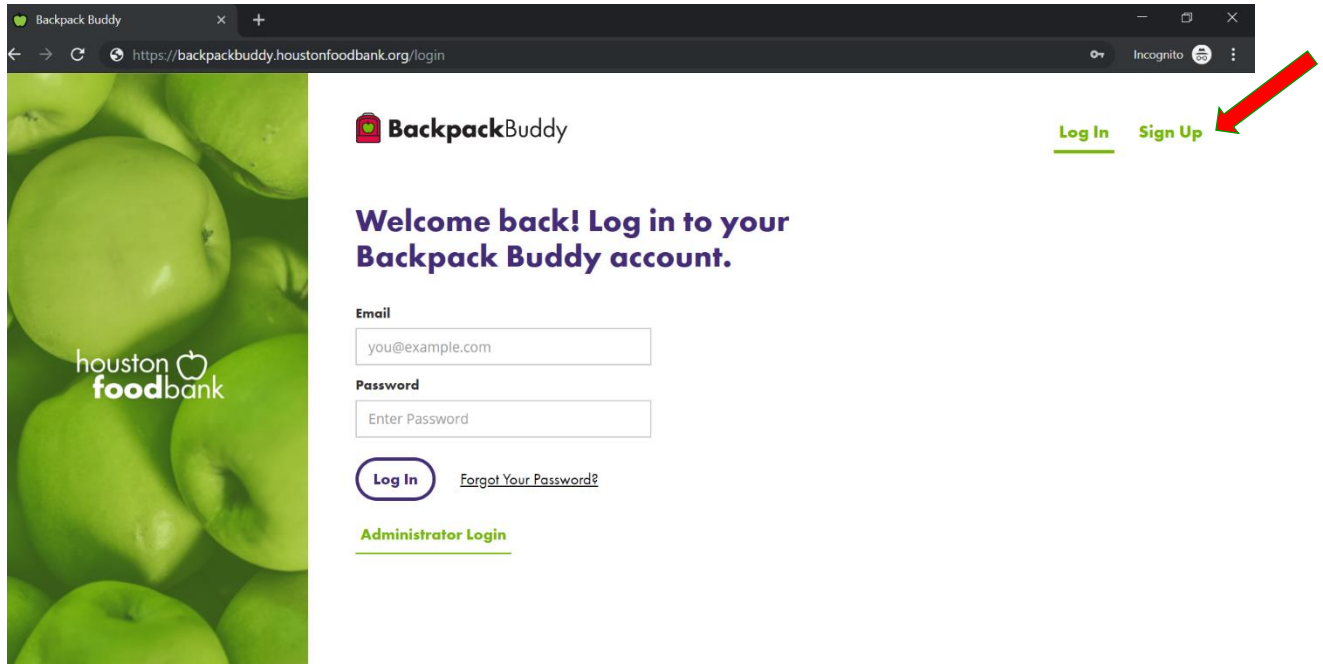 Backpack Buddy
https://backpackbuddy.houstonfoodbank.org/login
Incognito
BackpackBuddy
Log In Sign Up
Welcome back! Log in to your
Backpack Buddy account.
Email
you@example.com
houston
foodbank
Password
Enter Password
Log In Forgot Your Password?
Administrator Login